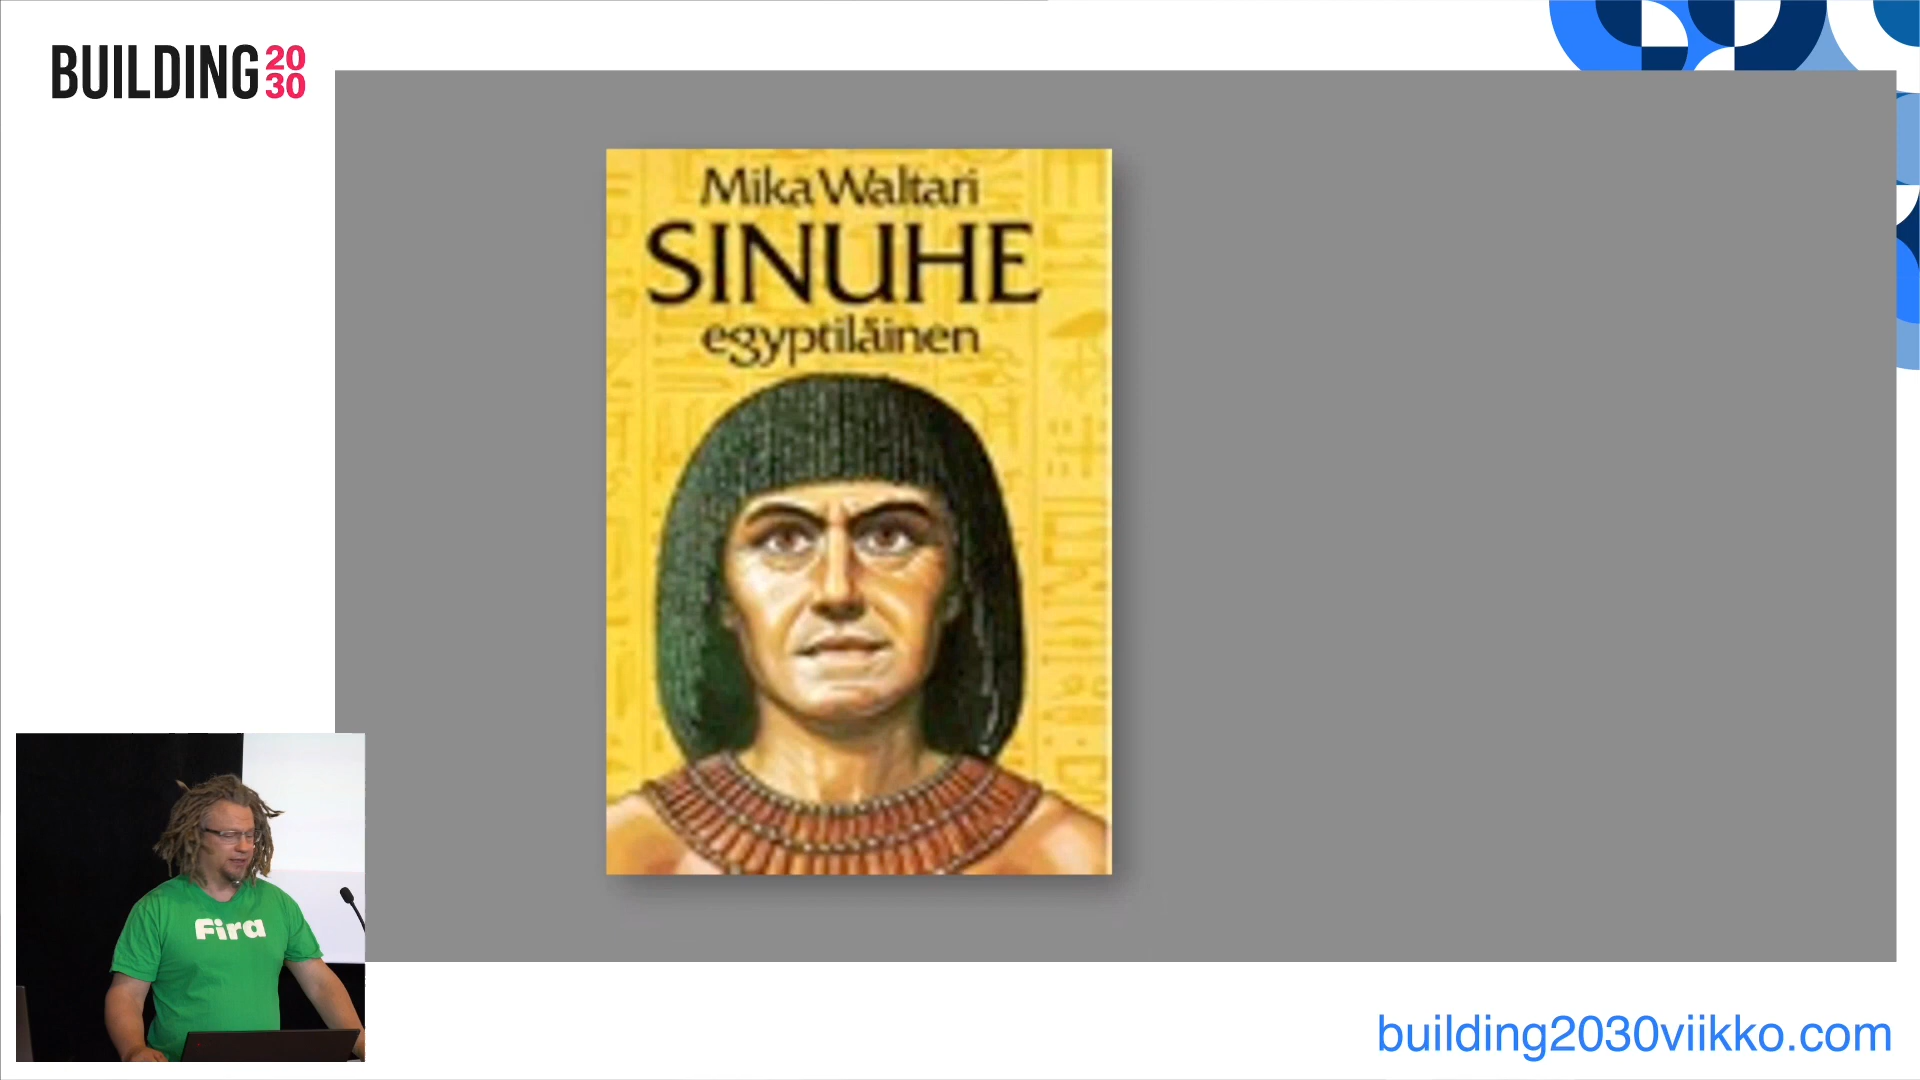 BUILDING 20
30
Mika Waltari
SINUHE
egyptiläinen
Fira
building2030viikko.com